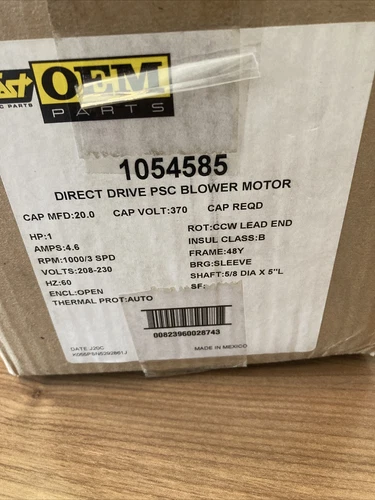 OEM
G PARTS
PARTS
1054585
DIRECT DRIVE PSC BLOWER MOTOR
CAP MFD:20.0 CAP VOLT:370 CAP REQD
HP:1
AMPS:4.6
RPM:1000/3 SPD
VOLTS:208-230
HZ:60
ENCL:OPEN
THERMAL PROT:AUTO
ROT:CCW LEAD END
INSUL CLASS:B
FRAME:48Y
BRG:SLEEVE
SHAFT:5/8 DIA X 5"L
SF:
00823960028743
DATE:JJ0C
MADE IN MEXICO